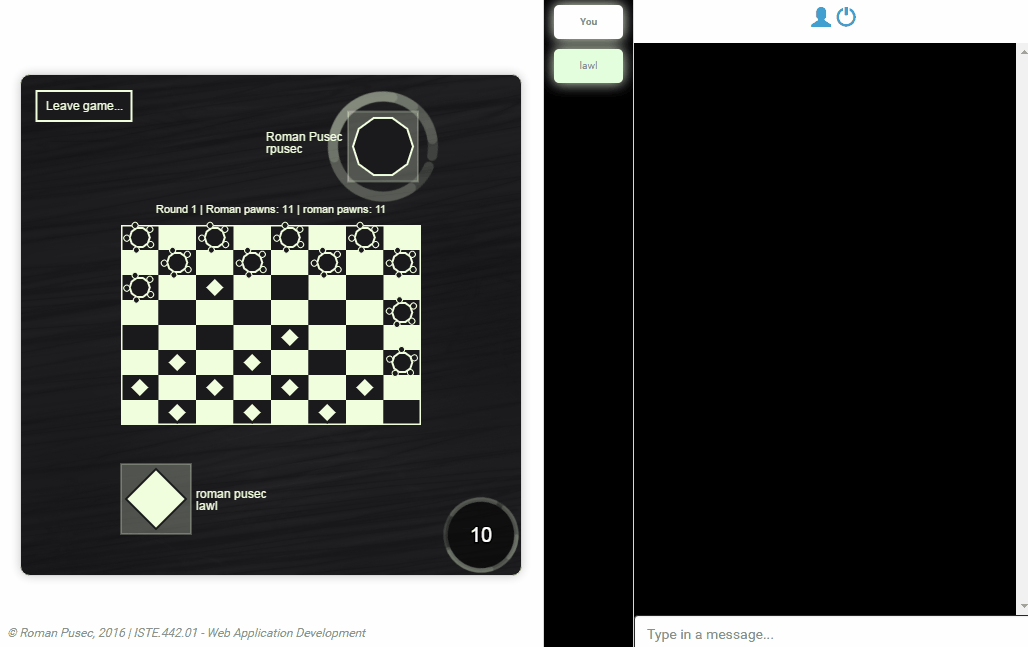 You
lawl
Leave game...
Roman Pusec
rpusec
Round 1 | Roman pawns: 11 | roman pawns: 11
roman pusec
lawl
10
© Roman Pusec, 2016 | ISTE.442.01 - Web Application Development
Type in a message...